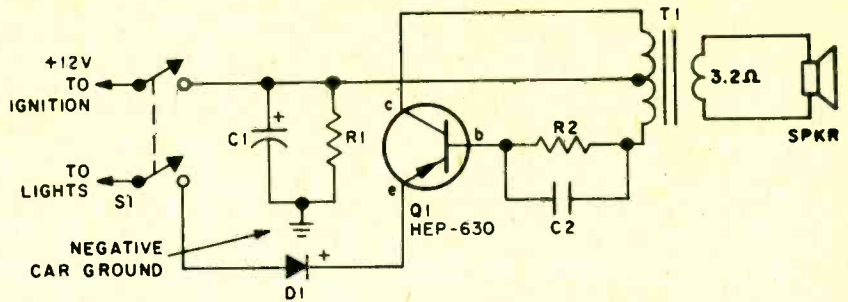 +12V
TO
IGNITION
TO
LIGHTS
S1
NEGATIVE
CAR GROUND
D1
+
C1
+
R1
c
b
e
Q1
HEP-630
R2
C2
T1
3.2Ω
SPKR